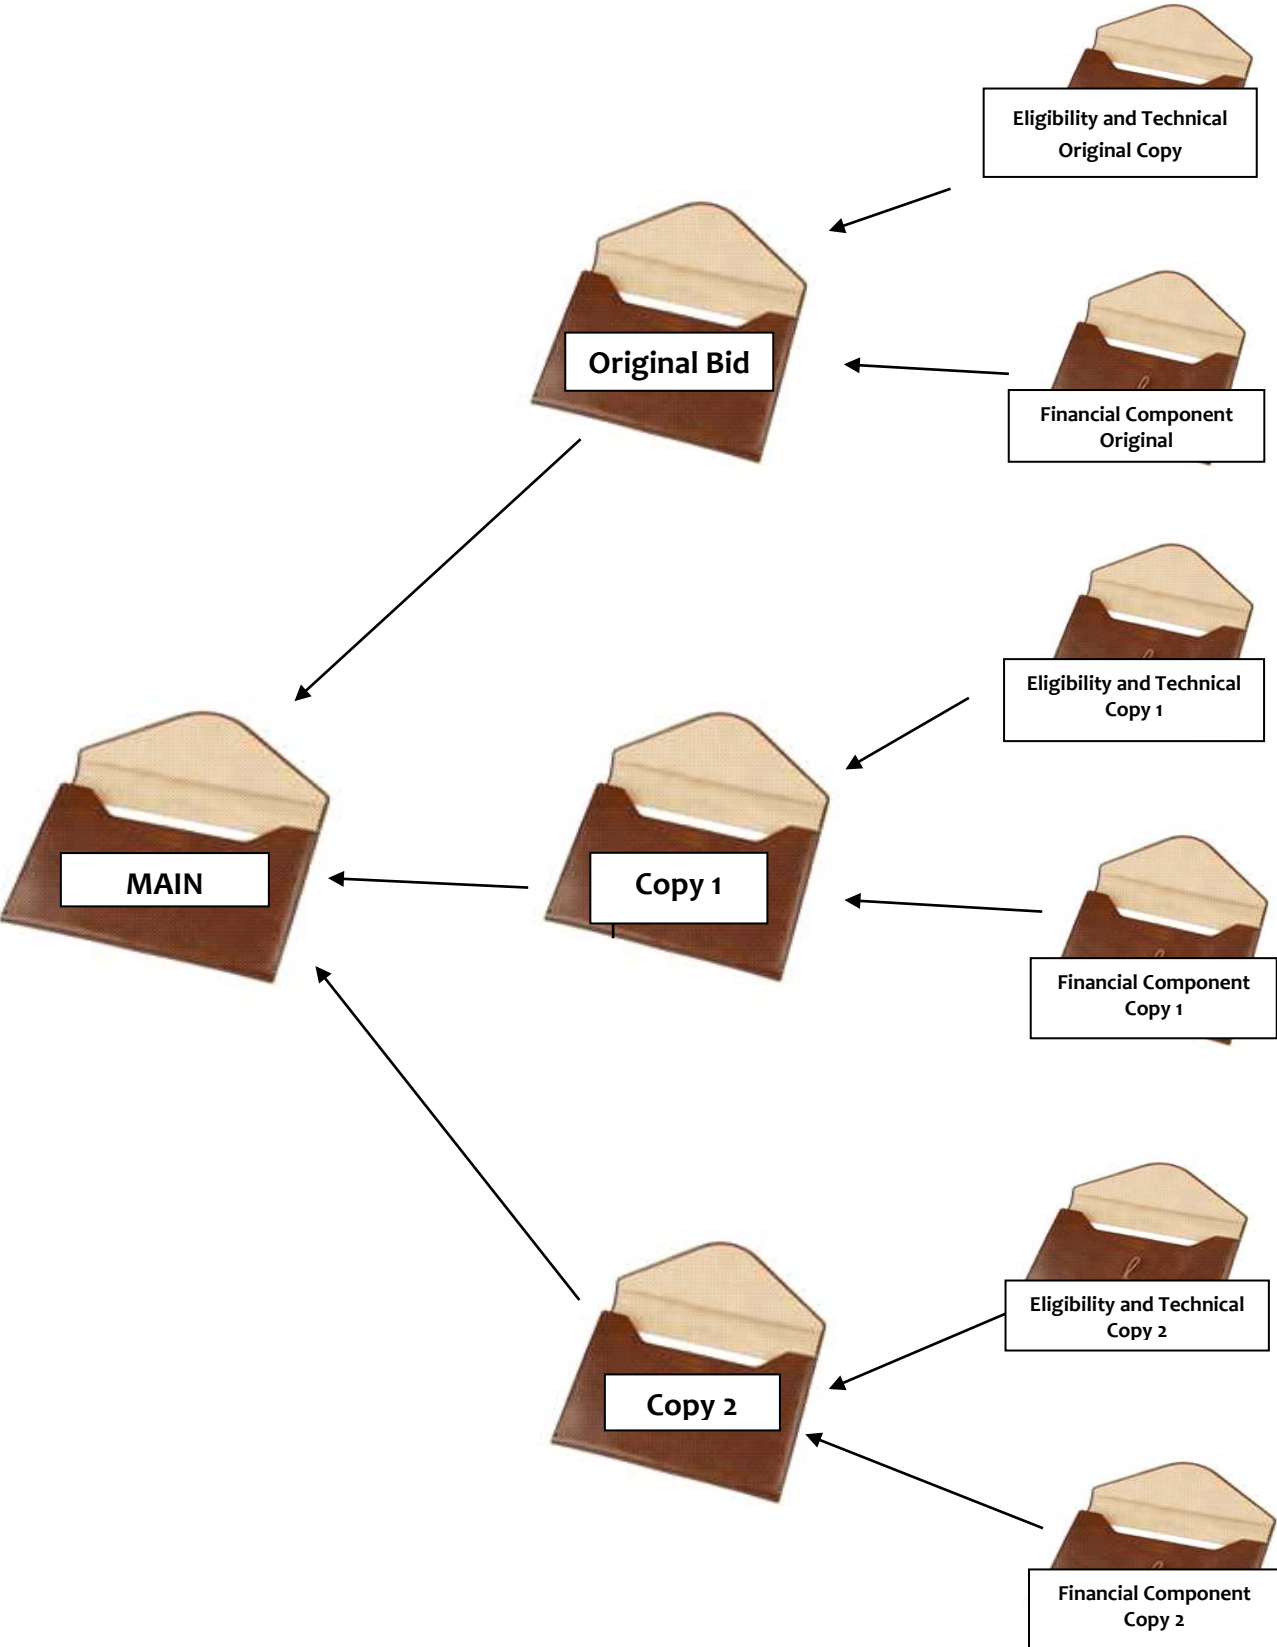 Eligibility and Technical
Original Copy
Original Bid
Financial Component
Original
Eligibility and Technical
Copy 1
MAIN
Copy 1
Financial Component
Copy 1
Eligibility and Technical
Copy 2
Copy 2
Financial Component
Copy 2